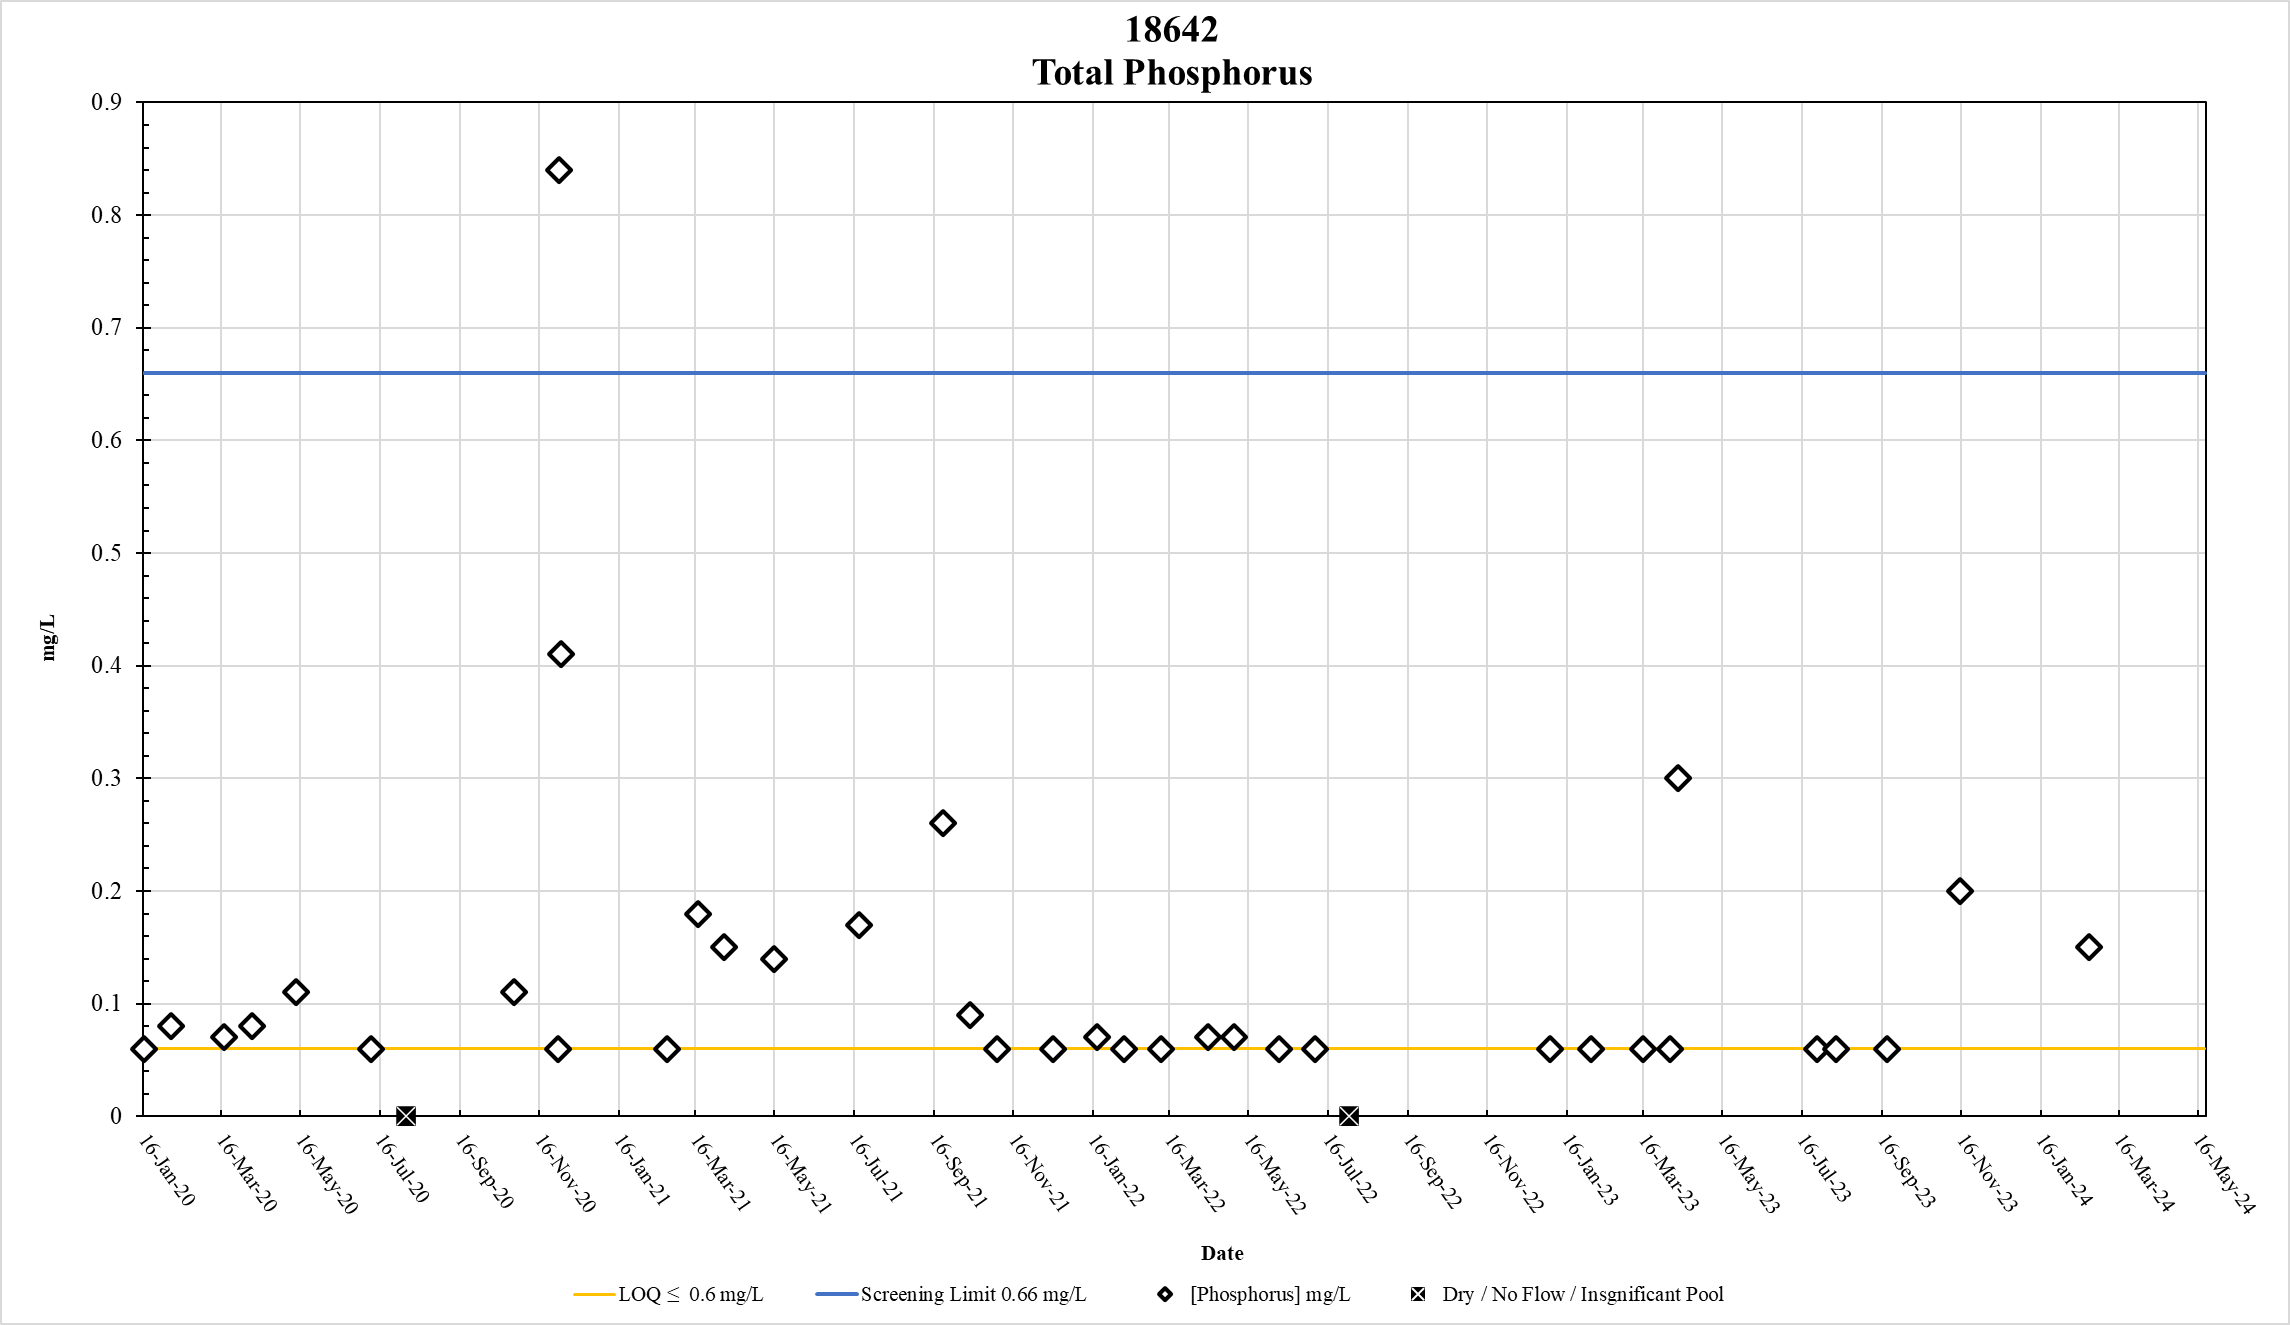 18642
Total Phosphorus
0.9
0.8
0.7
0.6
0.5
0.4
0.3
0.2
0.1
0
mg/L
16-Jan-20
16-Mar-20
16-May-20
16-Jul-20
16-Sep-20
16-Nov-20
16-Jan-21
16-Mar-21
16-May-21
16-Jul-21
16-Sep-21
16-Nov-21
16-Jan-22
16-Mar-22
16-May-22
16-Jul-22
16-Sep-22
16-Nov-22
16-Jan-23
16-Mar-23
16-May-23
16-Jul-23
16-Sep-23
16-Nov-23
16-Jan-24
16-Mar-24
16-May-24
Date
LOQ ≤ 0.6 mg/L
Screening Limit 0.66 mg/L
[Phosphorus] mg/L
Dry / No Flow / Insgnificant Pool